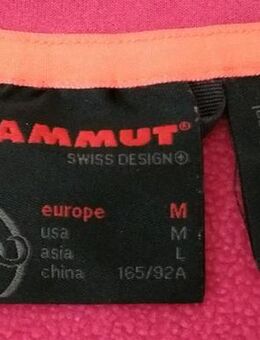 AMMUT®
SWISS DESIGN
europe M
usa M
asia L
china 165/92A